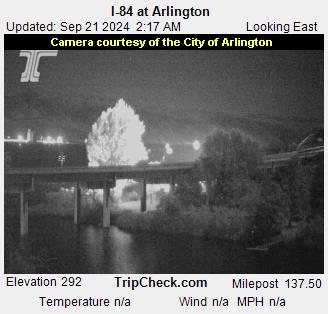 I-84 at Arlington
Updated: Sep 21 2024 2:17 AM Looking East
Camera courtesy of the City of Arlington
Elevation 292 TripCheck.com Milepost 137.50
Temperature n/a Wind n/a MPH n/a